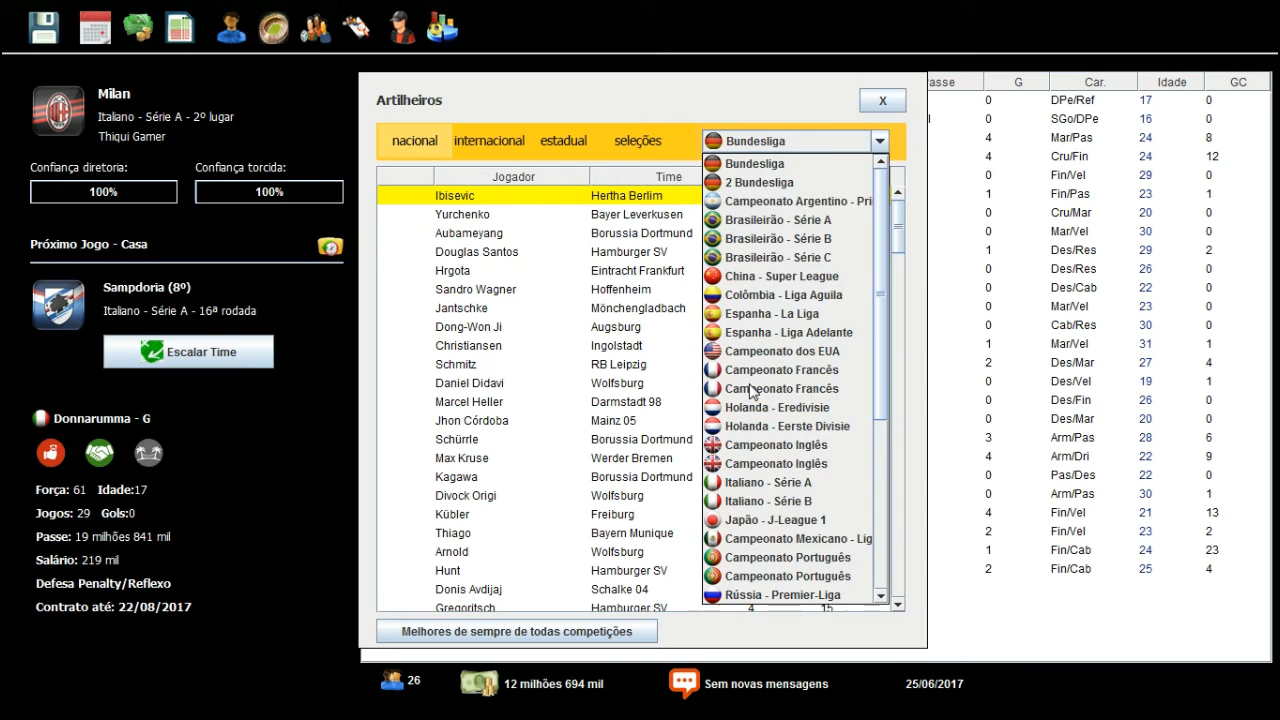 Milan
Italiano - Série A - 2º lugar
Thiqui Gamer
Confiança diretoria:
Confiança torcida:
100%
100%
Próximo Jogo - Casa
Sampdoria (8º)
Italiano - Série A - 16ª rodada
Escalar Time
Donnarumma - G
Força: 61 Idade:17
Jogos: 29 Gols:0
Passe: 19 milhões 841 mil
Salário: 219 mil
Defesa Penalty/Reflexo
Contrato até: 22/08/2017
Artilheiros
X
nacional internacional estadual seleções
Bundesliga
Jogador Time
Ibisevic Hertha Berlim
Yurchenko Bayer Leverkusen
Aubameyang Borussia Dortmund
Douglas Santos Hamburger SV
Hrgota Eintracht Frankfurt
Sandro Wagner Hoffenheim
Jantschke Mönchengladbach
Dong-Won Ji Augsburg
Christiansen Ingolstadt
Schmitz RB Leipzig
Daniel Didavi Wolfsburg
Marcel Heller Darmstadt 98
Jhon Córdoba Mainz 05
Schürrle Borussia Dortmund
Max Kruse Werder Bremen
Kagawa Borussia Dortmund
Divock Origi Wolfsburg
Kübler Freiburg
Thiago Bayern Munique
Arnold Wolfsburg
Hunt Hamburger SV
Donis Avdijaj Schalke 04
Gregoritsch Hamburger SV 4 15
Bundesliga
2 Bundesliga
Campeonato Argentino - Pri
Brasileirão - Série A
Brasileirão - Série B
Brasileirão - Série C
China - Super League
Colômbia - Liga Aguila
Espanha - La Liga
Espanha - Liga Adelante
Campeonato dos EUA
Campeonato Francês
Campeonato Francês
Holanda - Eredivisie
Holanda - Eerste Divisie
Campeonato Inglês
Campeonato Inglês
Italiano - Série A
Italiano - Série B
Japão - J-League 1
Campeonato Mexicano - Lig
Campeonato Português
Campeonato Português
Rússia - Premier-Liga
Melhores de sempre de todas competições
asse G Car. Idade GC
0 DPe/Ref 17 0
0 SGo/DPe 16 0
4 Mar/Pas 24 8
4 Cru/Fin 24 12
0 Fin/Vel 29 0
1 Fin/Pas 23 1
0 Cru/Mar 20 0
0 Mar/Vel 30 0
1 Des/Res 29 2
0 Des/Res 26 0
0 Des/Cab 22 0
0 Mar/Vel 23 0
0 Cab/Res 30 0
1 Mar/Vel 31 1
2 Des/Mar 27 4
0 Des/Vel 19 1
0 Des/Fin 26 0
0 Des/Mar 20 0
3 Arm/Pas 28 6
4 Arm/Dri 22 9
0 Pas/Des 22 0
0 Arm/Pas 30 1
4 Fin/Vel 21 13
2 Fin/Vel 23 2
1 Fin/Cab 24 23
2 Fin/Cab 25 4
26
12 milhões 694 mil
Sem novas mensagens
25/06/2017